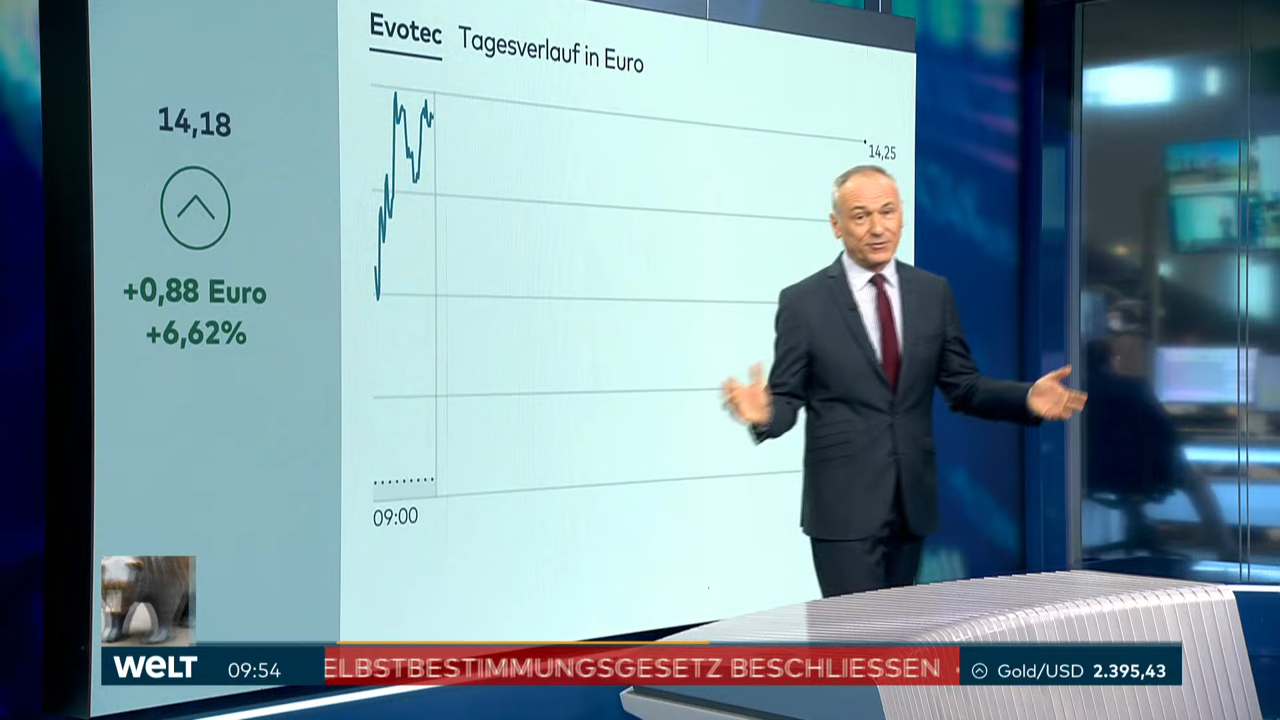 Evotec Tagesverlauf in Euro
14,18
+0,88 Euro
+6,62%
14,25
09:00
WELT 09:54 ELBSTBESTIMMUNGSGESETZ BESCHLIESSEN Gold/USD 2.395,43